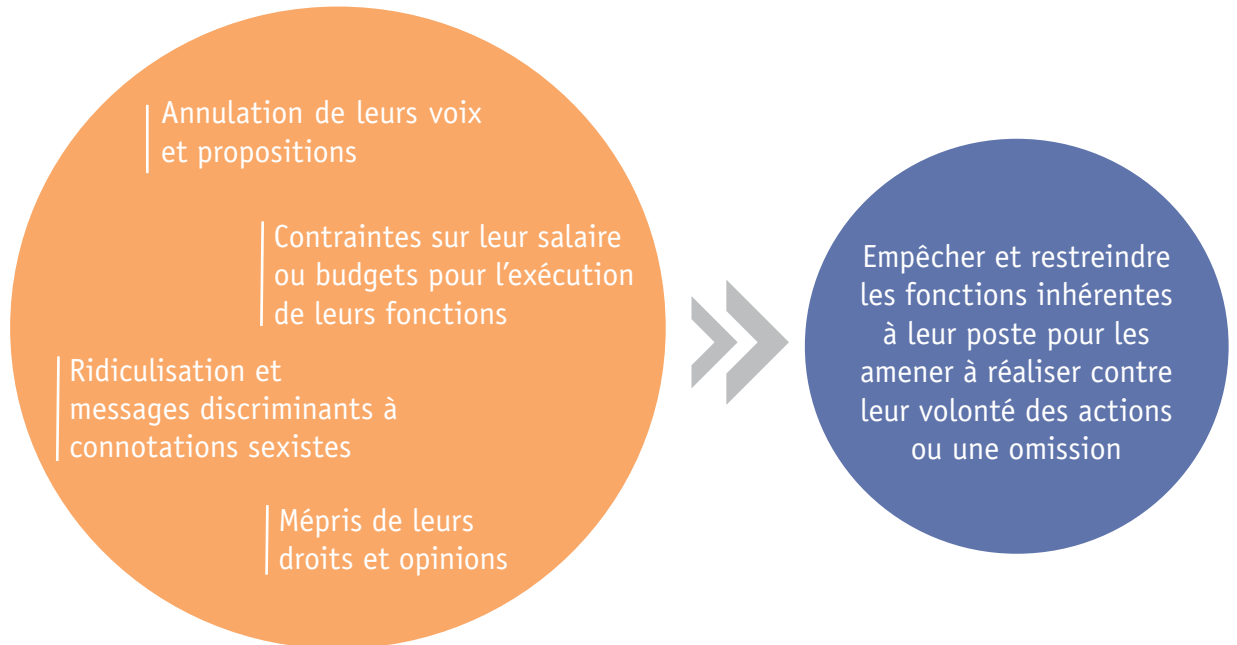 Annulation de leurs voix
et propositions
Contraintes sur leur salaire
ou budgets pour l'exécution
de leurs fonctions
Ridiculisation et
messages discriminants à
connotations sexistes
Mépris de leurs
droits et opinions
Empêcher et restreindre
les fonctions inhérentes
à leur poste pour les
amener à réaliser contre
leur volonté des actions
ou une omission